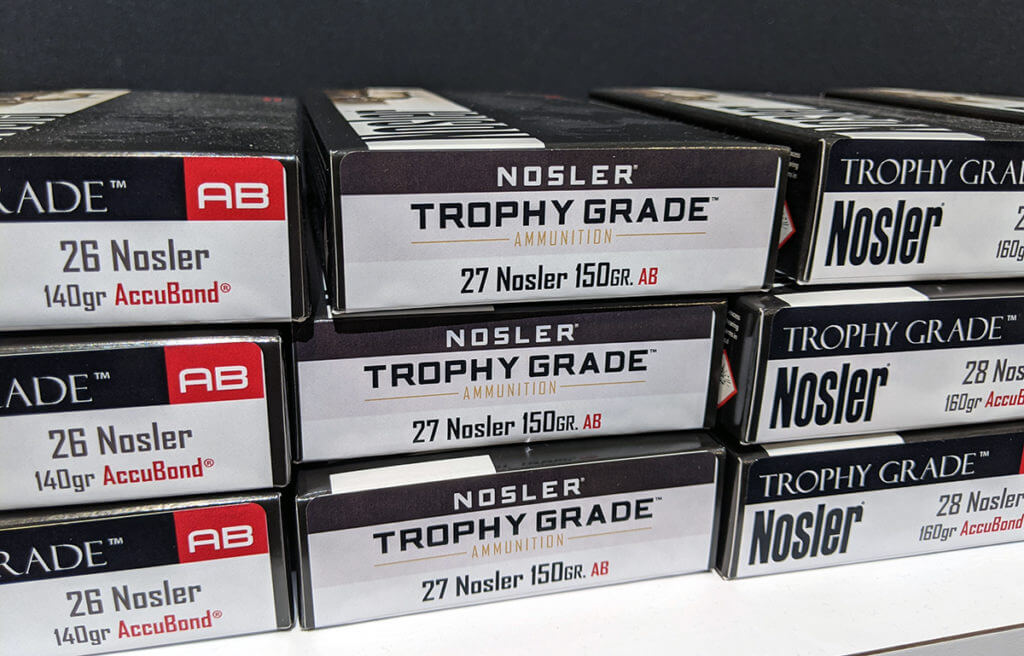 RADE™ AB
26 Nosler
140gr AccuBond®
ADE™ AB
26 Nosler
140gr AccuBond®
RADE™ AB
26 Nosler
140gr AccuBond®
NOSLER®
TROPHY GRADE™
AMMUNITION
27 Nosler 150GR. AB
NOSLER®
TROPHY GRADE™
AMMUNITION
27 Nosler 150GR. AB
NOSLER®
TROPHY GRADE™
AMMUNITION
27 Nosler 150GR. AB
TROPHY GRA
Nosler®
160g
TROPHY GRADE™
Nosler® 28 Nos
160gr AccuB
TROPHY GRADE™
Nosler® 28 Nosler
160gr AccuBond